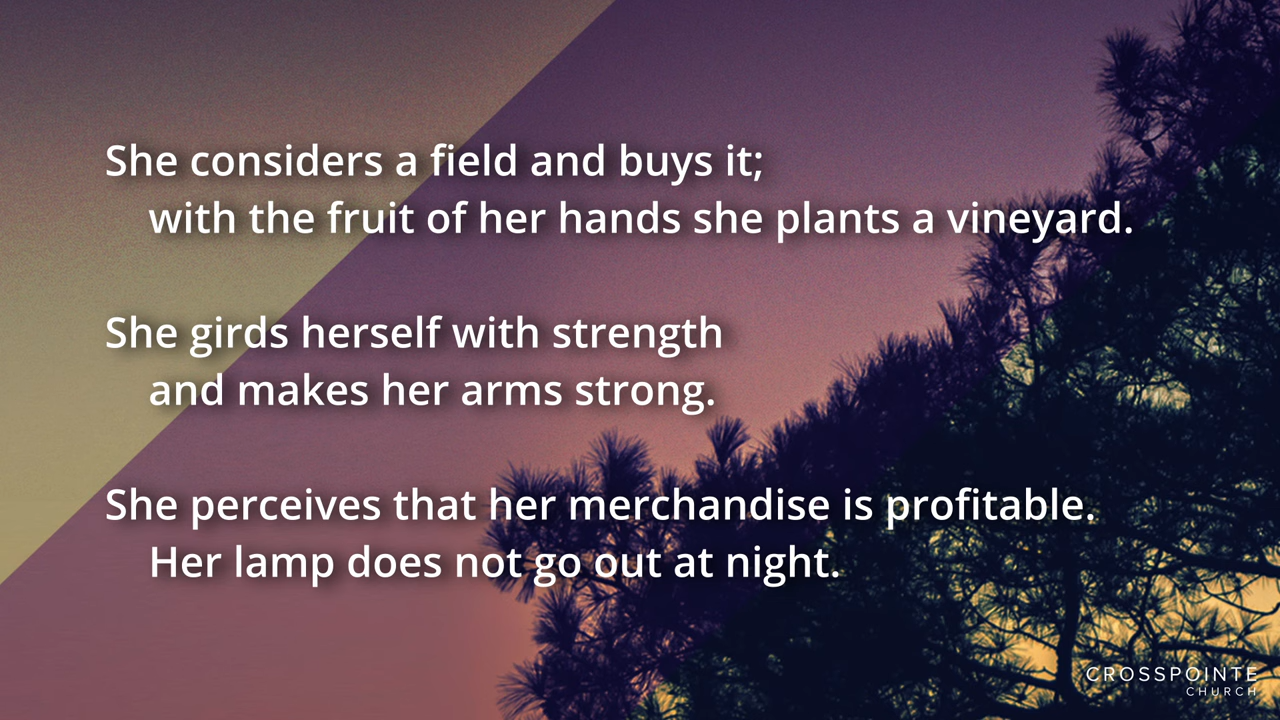 She considers a field and buys it;
with the fruit of her hands she plants a vineyard.
She girds herself with strength
and makes her arms strong.
She perceives that her merchandise is profitable.
Her lamp does not go out at night.
CROSSPOINTE
CHURCH